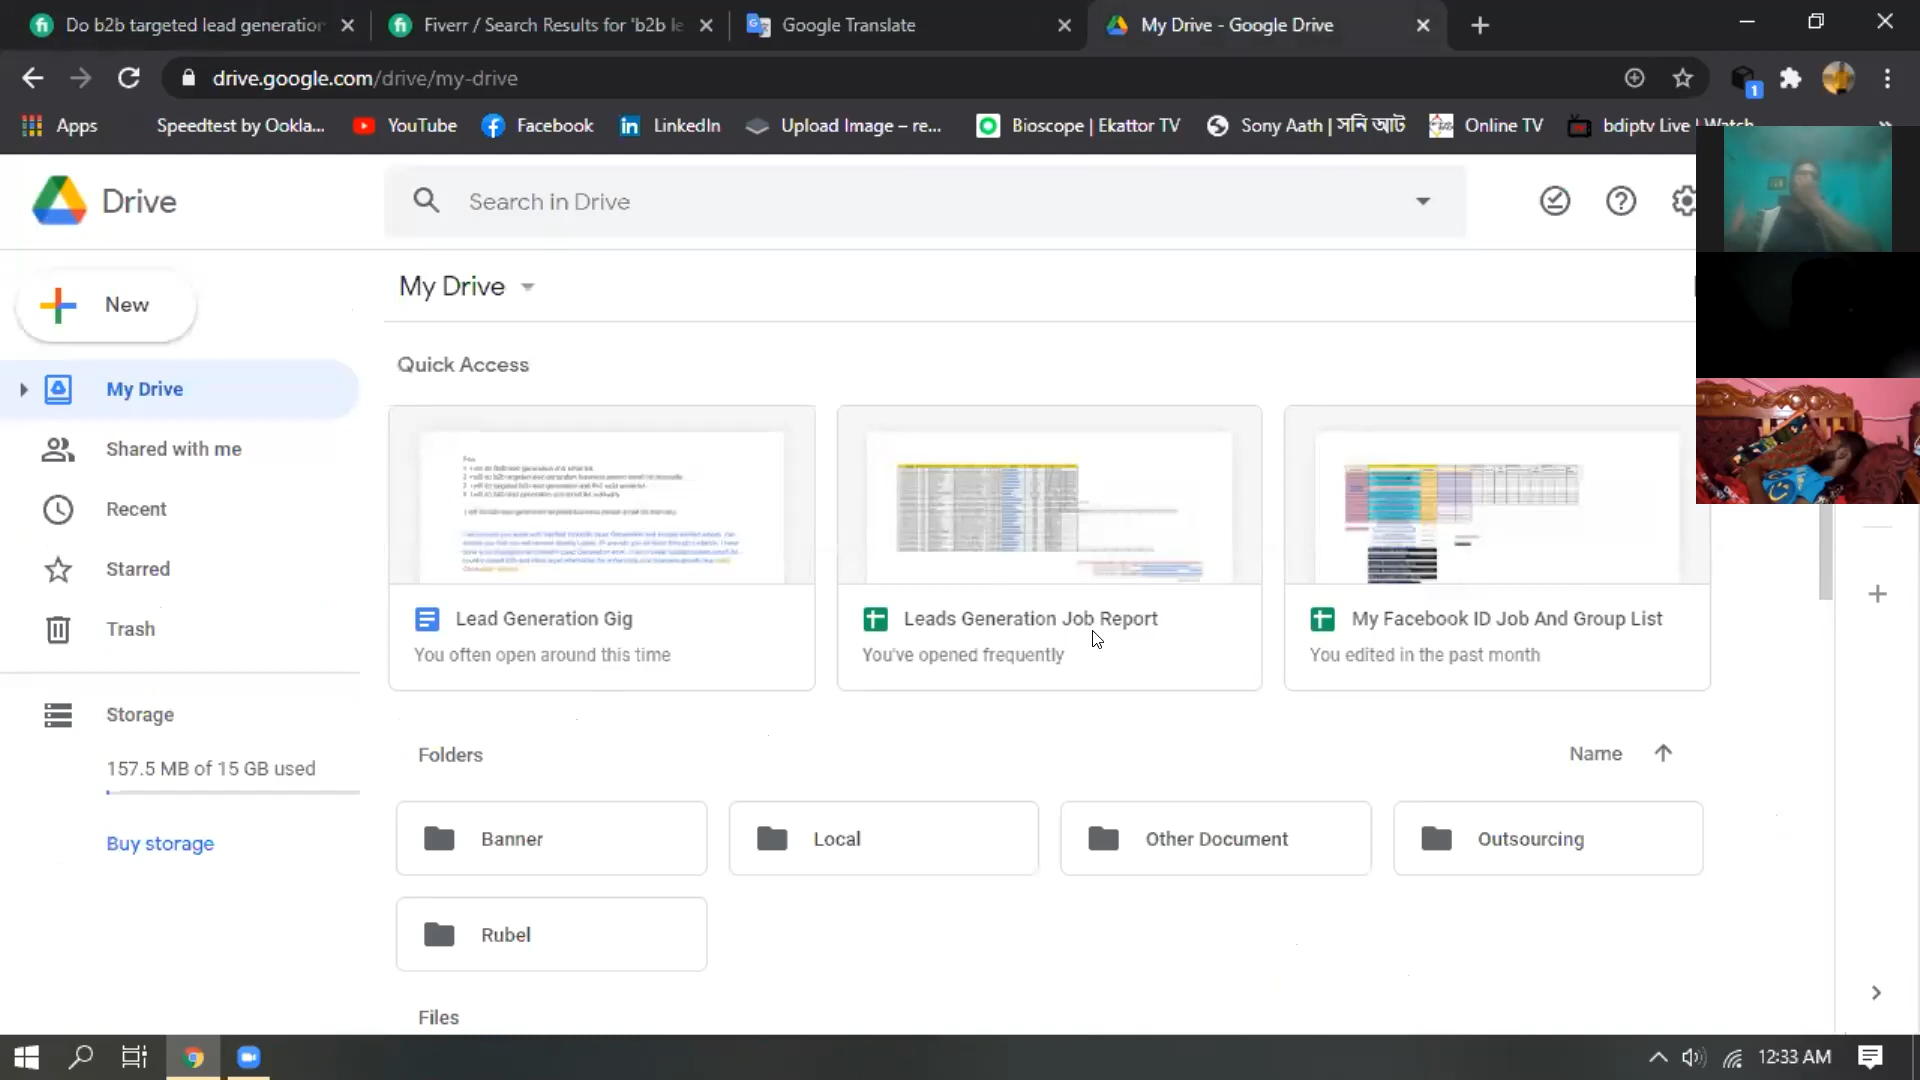 Do b2b targeted lead generation
Fiverr / Search Results for 'b2b le
Google Translate
My Drive - Google Drive
drive.google.com/drive/my-drive
1
Apps
Speedtest by Ookla...
YouTube
Facebook
LinkedIn
Upload Image – re...
Bioscope | Ekattor TV
Sony Aath | সনি আট
Online TV
bdiptv Live | Watch
Drive
Search in Drive
New
My Drive
Quick Access
My Drive
Shared with me
Recent
Starred
Trash
Storage
157.5 MB of 15 GB used
Buy storage
Lead Generation Gig
You often open around this time
Leads Generation Job Report
You've opened frequently
My Facebook ID Job And Group List
You edited in the past month
Folders
Name
Banner
Local
Other Document
Outsourcing
Rubel
Files
12:33 AM